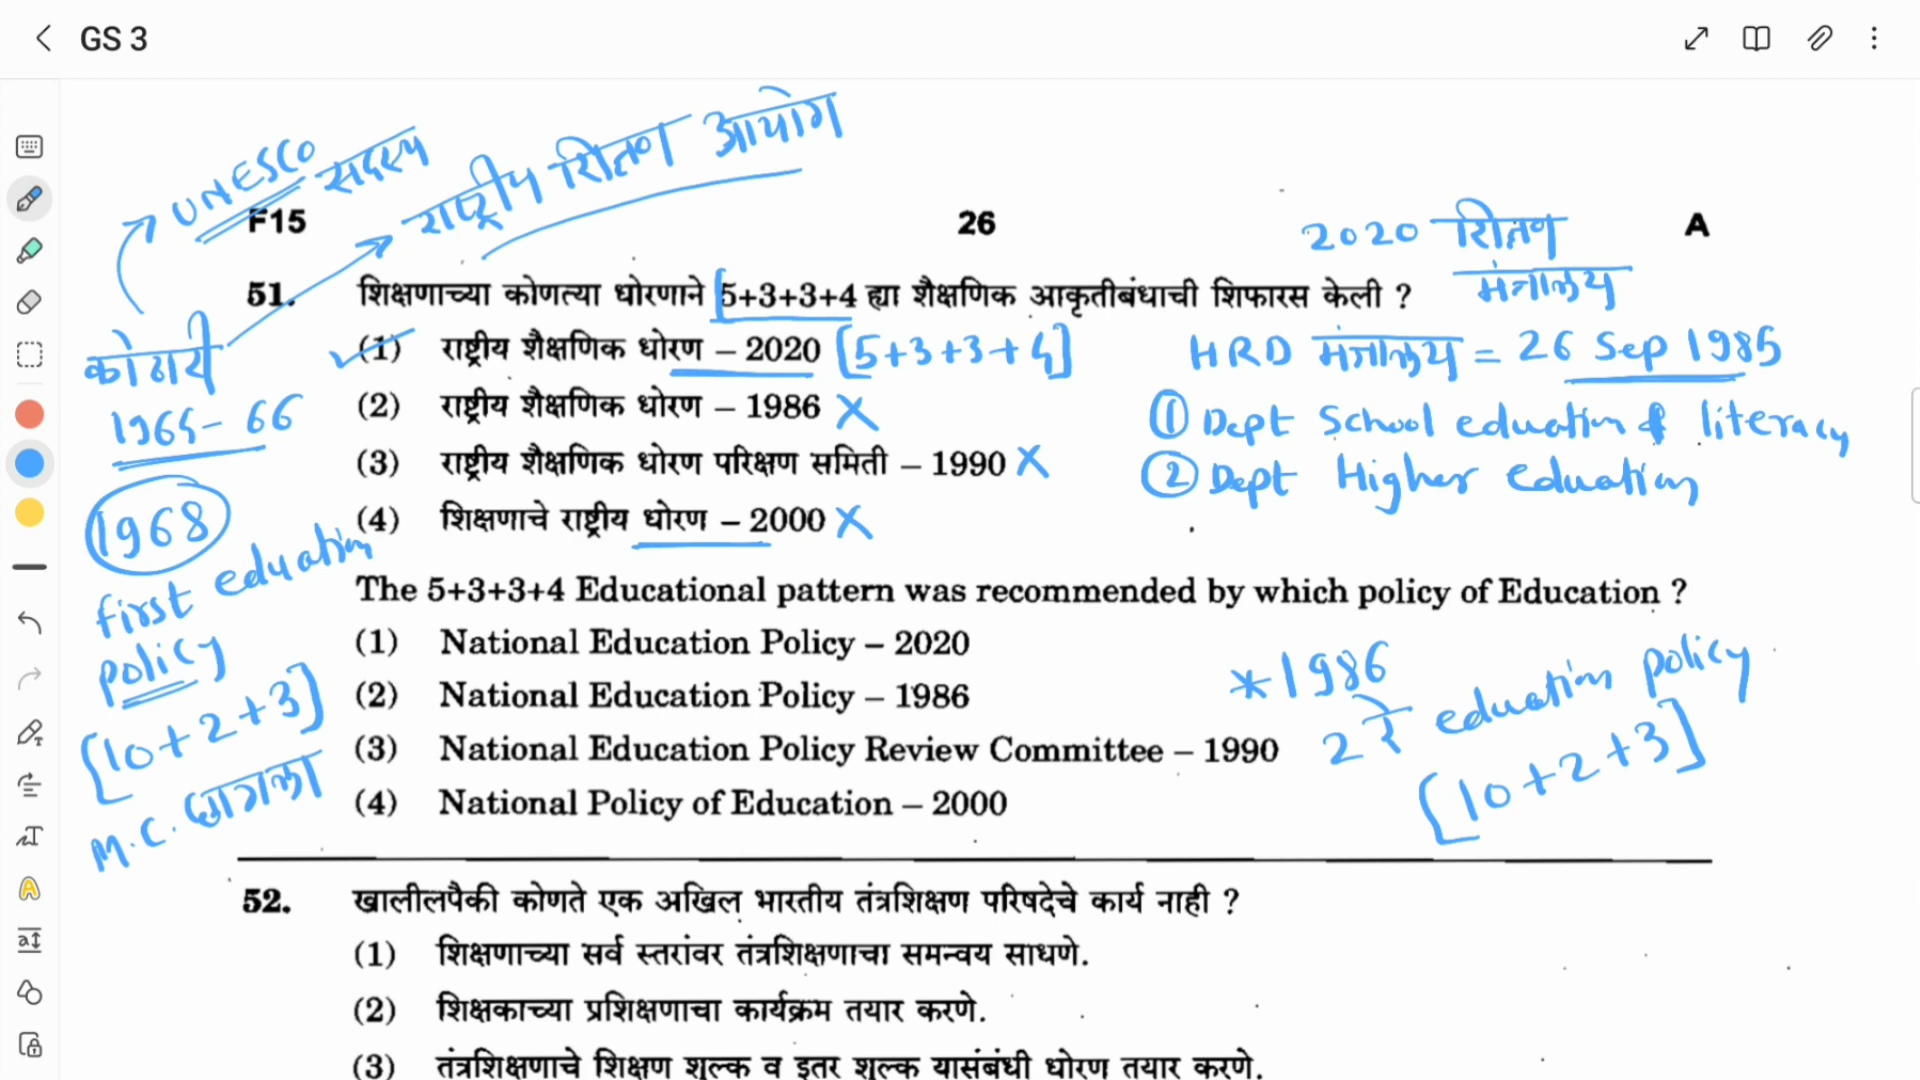 GS 3
UNESCO सदस्य
राष्ट्रीय शिक्षण आयोग
F15
26
A
2020 शिक्षण
मंत्रालय
51. शिक्षणाच्या कोणत्या धोरणाने 5+3+3+4 ह्या शैक्षणिक आकृतीबंधाची शिफारस केली ?
(1) राष्ट्रीय शैक्षणिक धोरण – 2020 [5+3+3+4]
(2) राष्ट्रीय शैक्षणिक धोरण – 1986 X
(3) राष्ट्रीय शैक्षणिक धोरण परिक्षण समिती – 1990 X
(4) शिक्षणाचे राष्ट्रीय धोरण – 2000 X
HRD मंत्रालय = 26 Sep 1985
① Dept School eduation & literacy
② Dept Higher eduation
कोठारी
1968
first eduation
policy
[10+2+3]
M.C. छागला
The 5+3+3+4 Educational pattern was recommended by which policy of Education ?
(1) National Education Policy – 2020
(2) National Education Policy – 1986
(3) National Education Policy Review Committee – 1990
(4) National Policy of Education – 2000
*1986
2 रे eduation policy
[10+2+3]
52. खालीलपैकी कोणते एक अखिल भारतीय तंत्रशिक्षण परिषदेचे कार्य नाही ?
(1) शिक्षणाच्या सर्व स्तरांवर तंत्रशिक्षणाचा समन्वय साधणे.
(2) शिक्षकाच्या प्रशिक्षणाचा कार्यक्रम तयार करणे.
(3) तंत्रशिक्षणाचे शिक्षण शुल्क व इतर शुल्क यासंबंधी धोरण तयार करणे.